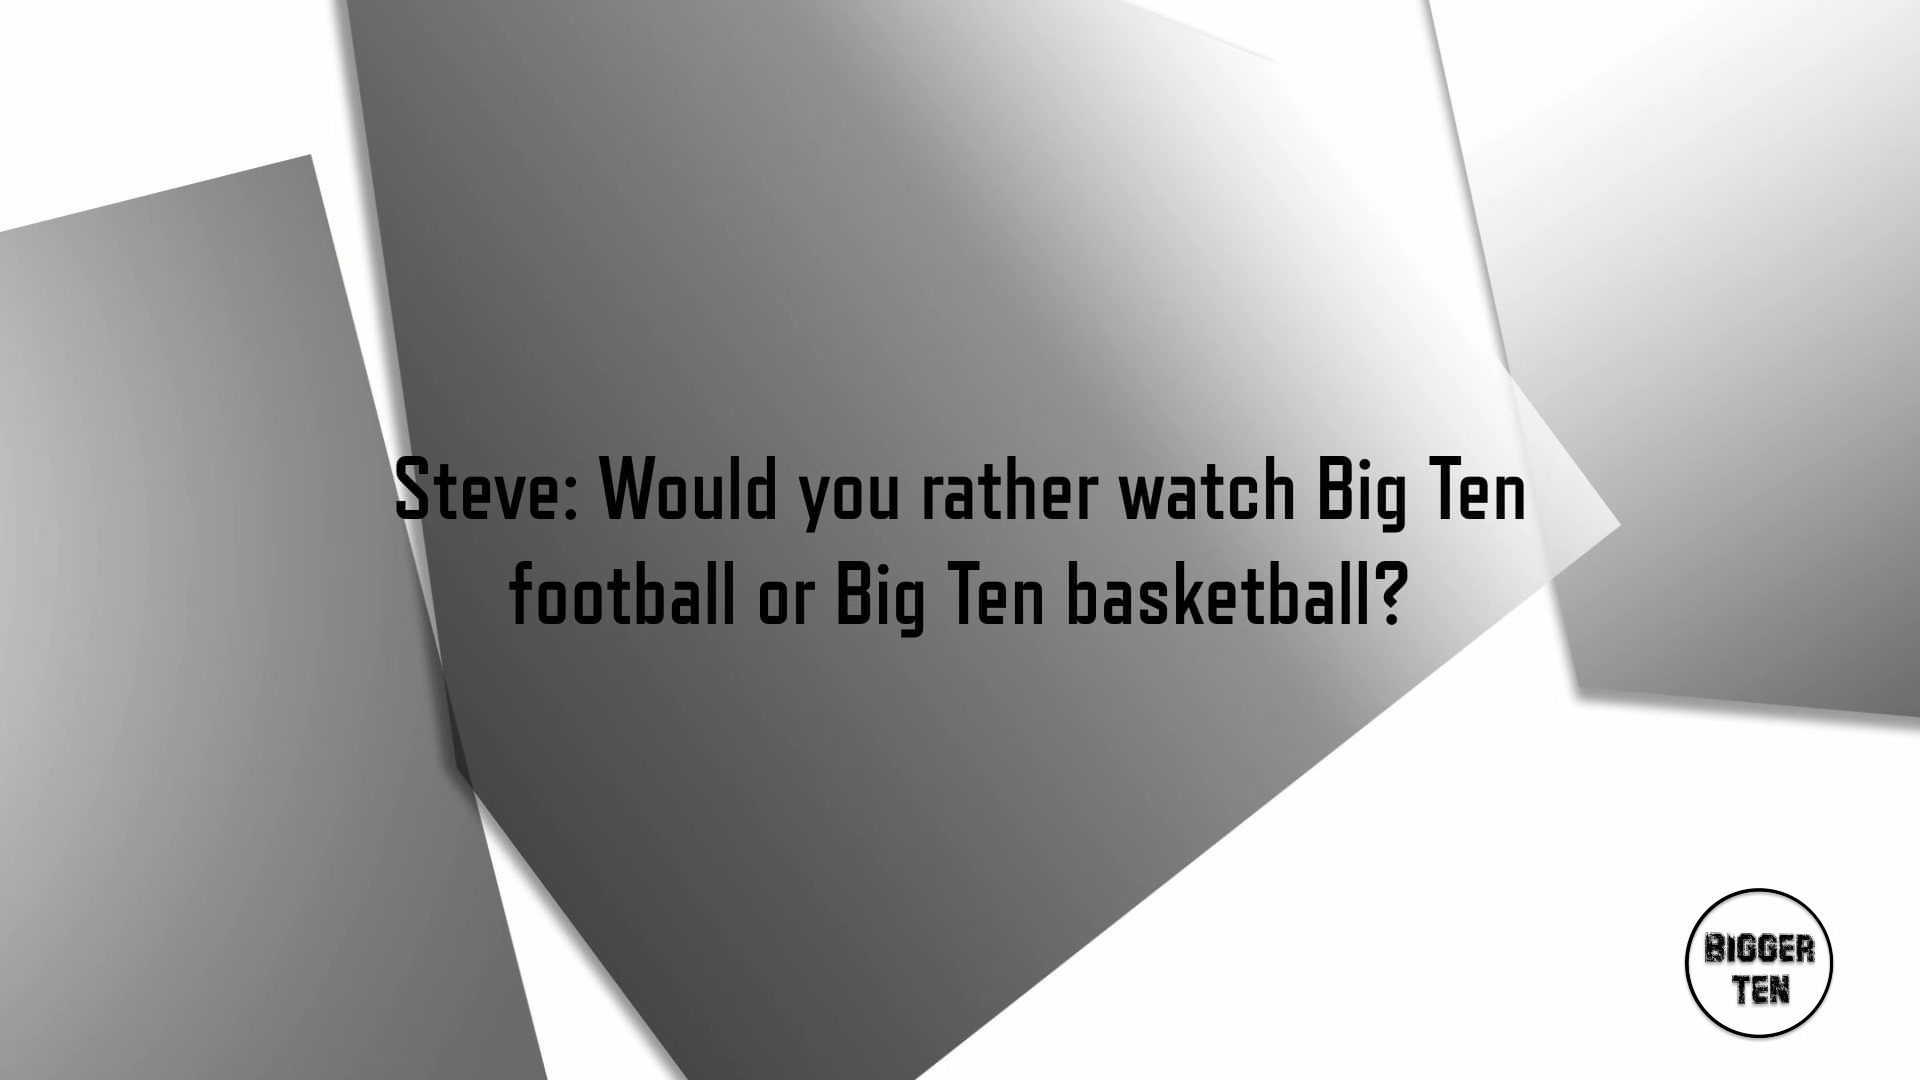 Steve: Would you rather watch Big Ten
football or Big Ten basketball?
BIGGER
TEN